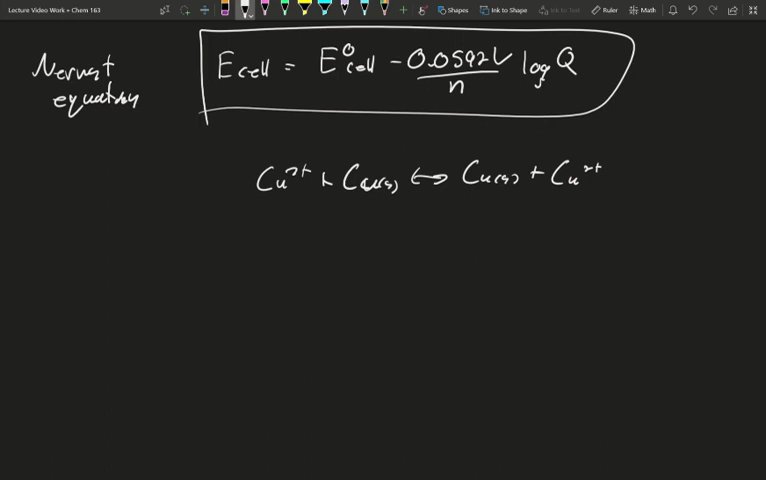 Lecture Video Work » Chem 163
Shapes
Ink to Shape
Ink to Text
Ruler
Math
Nernst
equation
E cell = E⁰cell - 0.0592V/n log Q
Cu²⁺ + Cu(s) ↔ Cu(s) + Cu²⁺